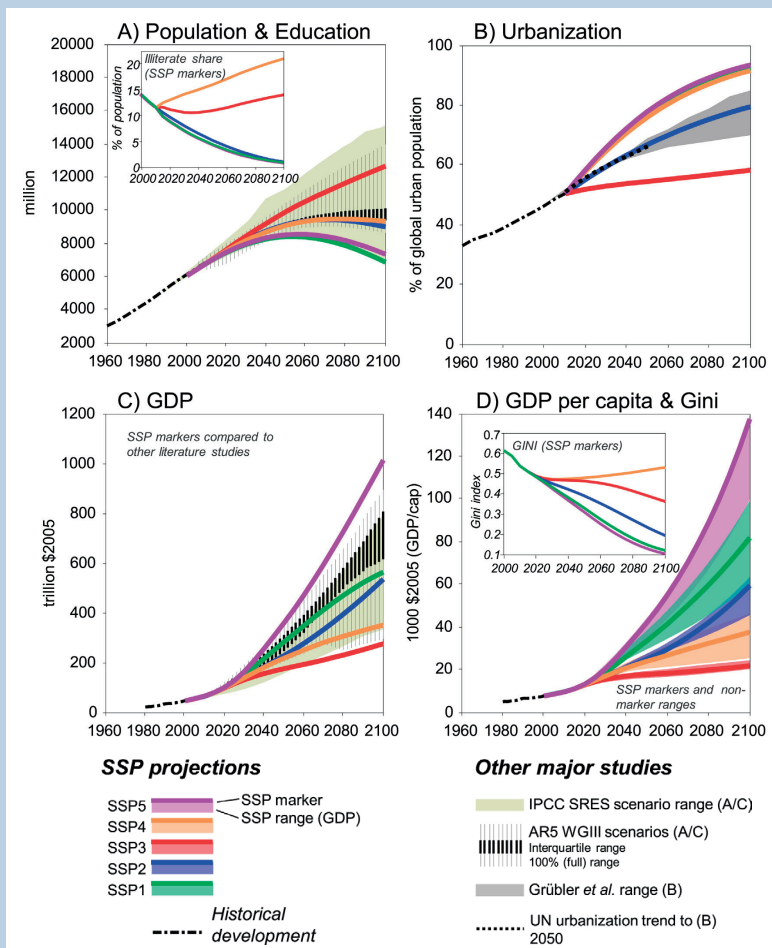 A) Population & Education
20000
18000
16000
14000
12000
10000
8000
6000
4000
2000
million
1960 1980 2000 2020 2040 2060 2080 2100
Illiterate share
(SSP markers)
% of population
20
15
10
5
0
2000 2020 2040 2060 2080 2100
B) Urbanization
100
80
60
40
20
0
% of global urban population
1960 1980 2000 2020 2040 2060 2080 2100
C) GDP
1200
1000
800
600
400
200
0
trillion $2005
SSP markers compared to
other literature studies
1960 1980 2000 2020 2040 2060 2080 2100
D) GDP per capita & Gini
140
120
100
80
60
40
20
0
1000 $2005 (GDP/cap)
GINI (SSP markers)
Gini index
0.7
0.6
0.5
0.4
0.3
0.2
0.1
2000 2020 2040 2060 2080 2100
SSP markers and non-
marker ranges
1960 1980 2000 2020 2040 2060 2080 2100
SSP projections
SSP5
SSP4
SSP3
SSP2
SSP1
SSP marker
SSP range (GDP)
Historical
development
Other major studies
IPCC SRES scenario range (A/C)
AR5 WGIII scenarios (A/C)
Interquartile range
100% (full) range
Grübler et al. range (B)
UN urbanization trend to (B)
2050